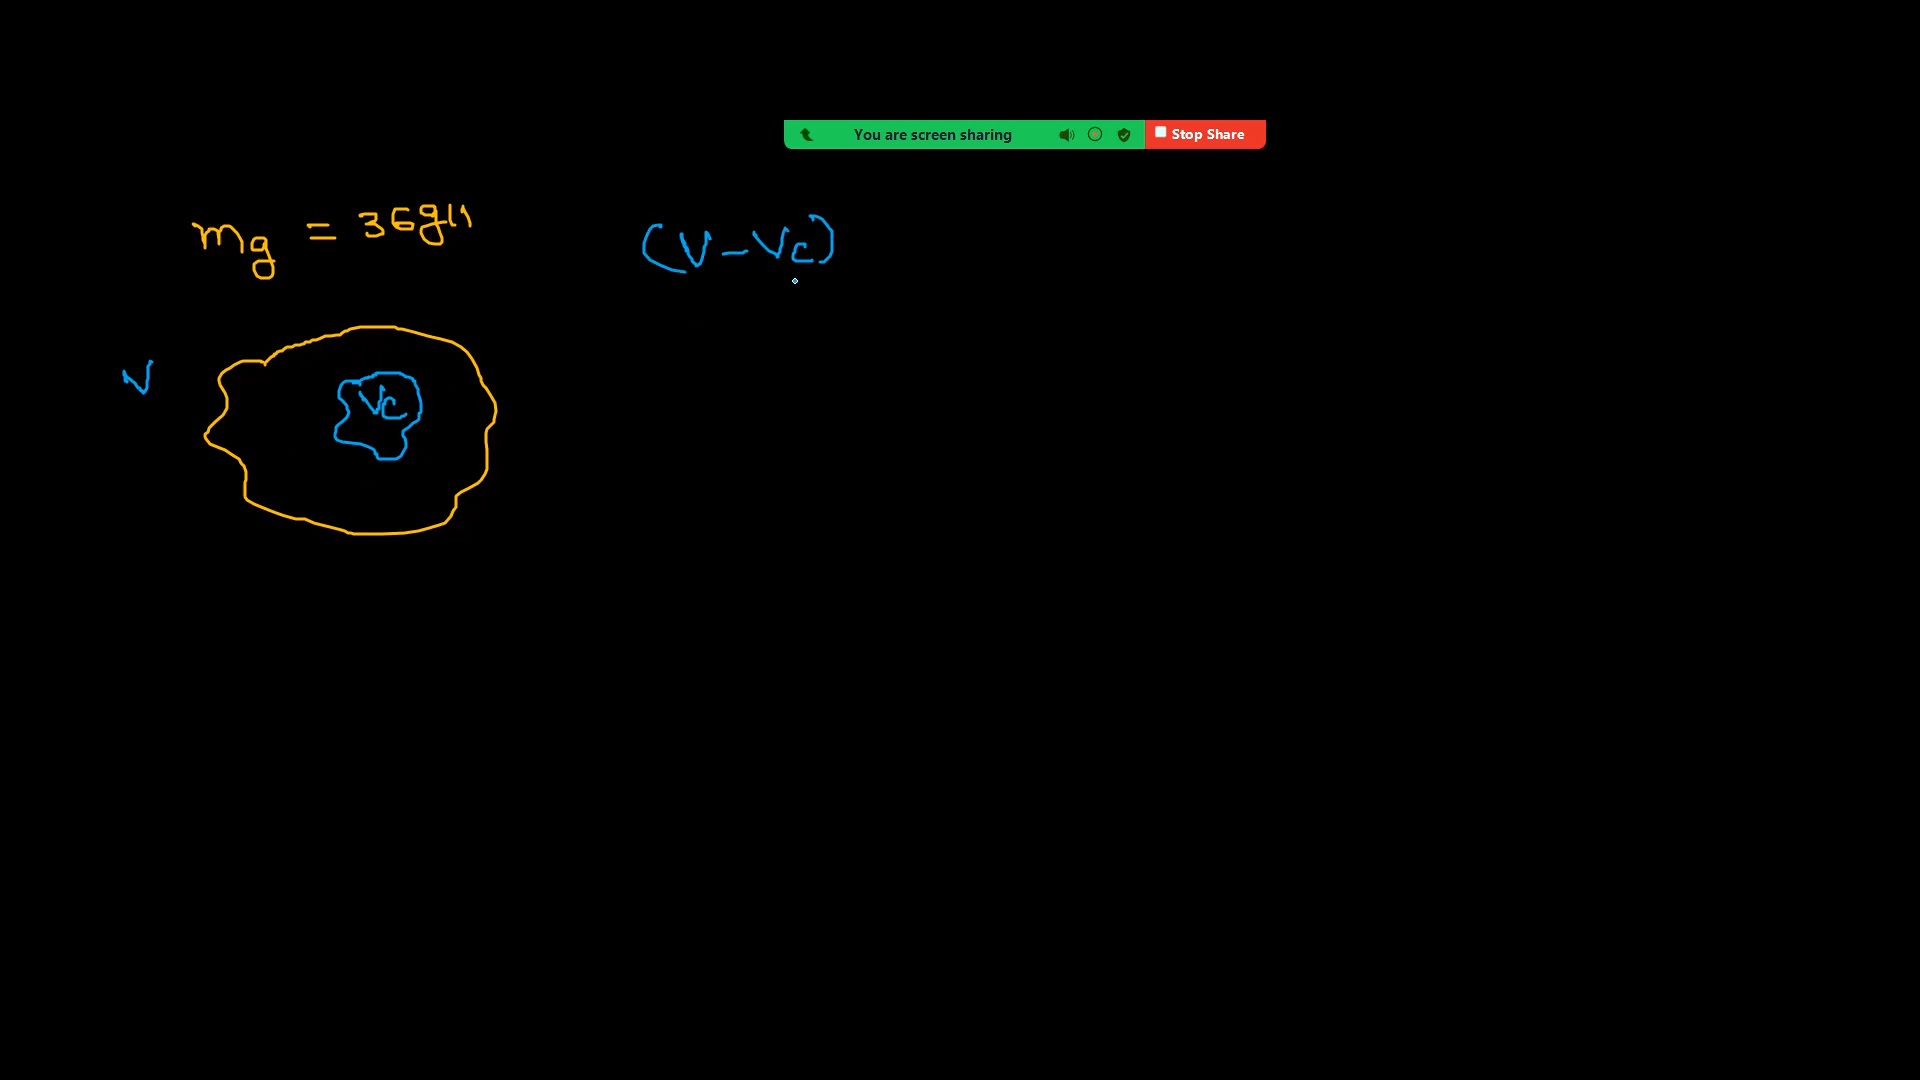 You are screen sharing Stop Share
mg = 36g
(V - Vc)
V
Vc